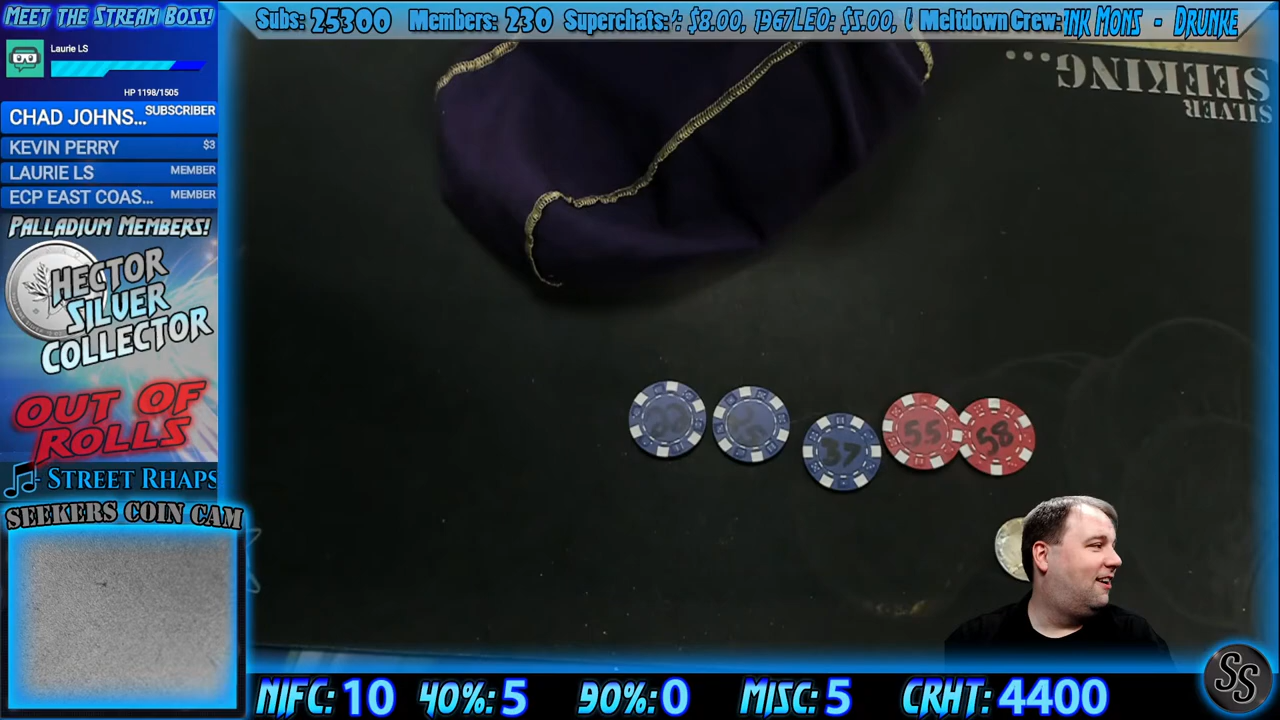 MEET THE STREAM BOSS!
Laurie LS
HP 1198/1505
CHAD JOHNS... SUBSCRIBER
KEVIN PERRY $3
LAURIE LS MEMBER
ECP EAST COAS... MEMBER
PALLADIUM MEMBERS!
HECTOR
SILVER
COLLECTOR
OUT OF
ROLLS
STREET RHAPS
SEEKERS COIN CAM
SUBS: 25300 MEMBERS: 230 SUPERCHATS: : $8.00, 1967LEO: $5.00, MELTDOWN CREW: INK MONS - DRUNKE
SILVER
SEEKING...
37
55
58
NIFC: 10 40%: 5 90%: 0 MISC: 5 CRHT: 4400
SS